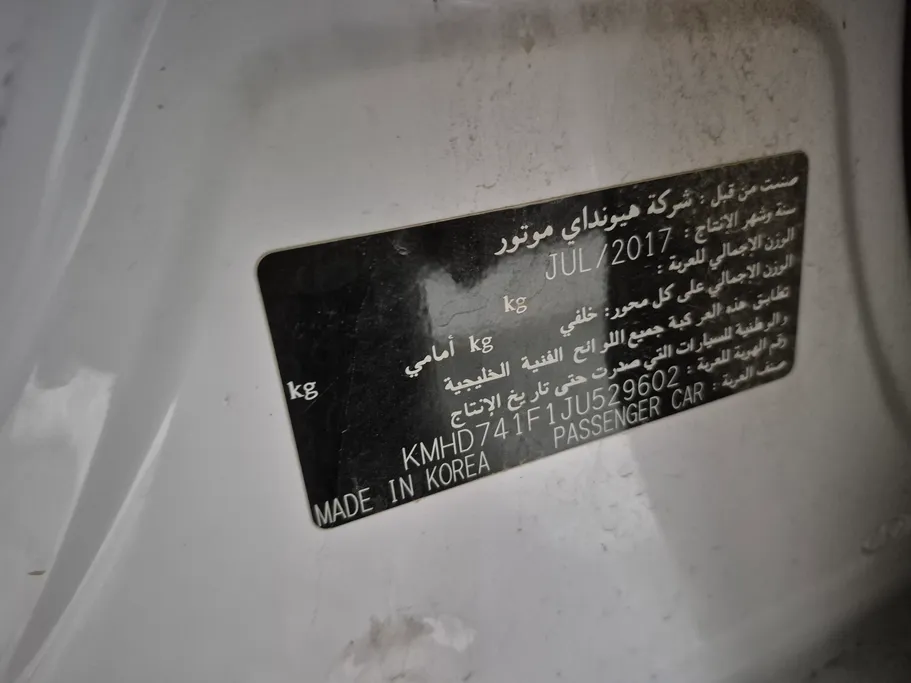 صنعت من قبل : شركة هيونداي موتور
سنة وشهر الإنتاج : JUL/2017
الوزن الإجمالي للعربة : kg
الوزن الإجمالي على كل محور: خلفي kg أمامي kg
تطابق هذه العركبة جميع اللوائح الفنية الخليجية
والوطنية للسيارات التي صدرت حتى تاريخ الإنتاج
رقم الهوية للعربة : KMHD741F1JU529602
صنف العربة : PASSENGER CAR
MADE IN KOREA